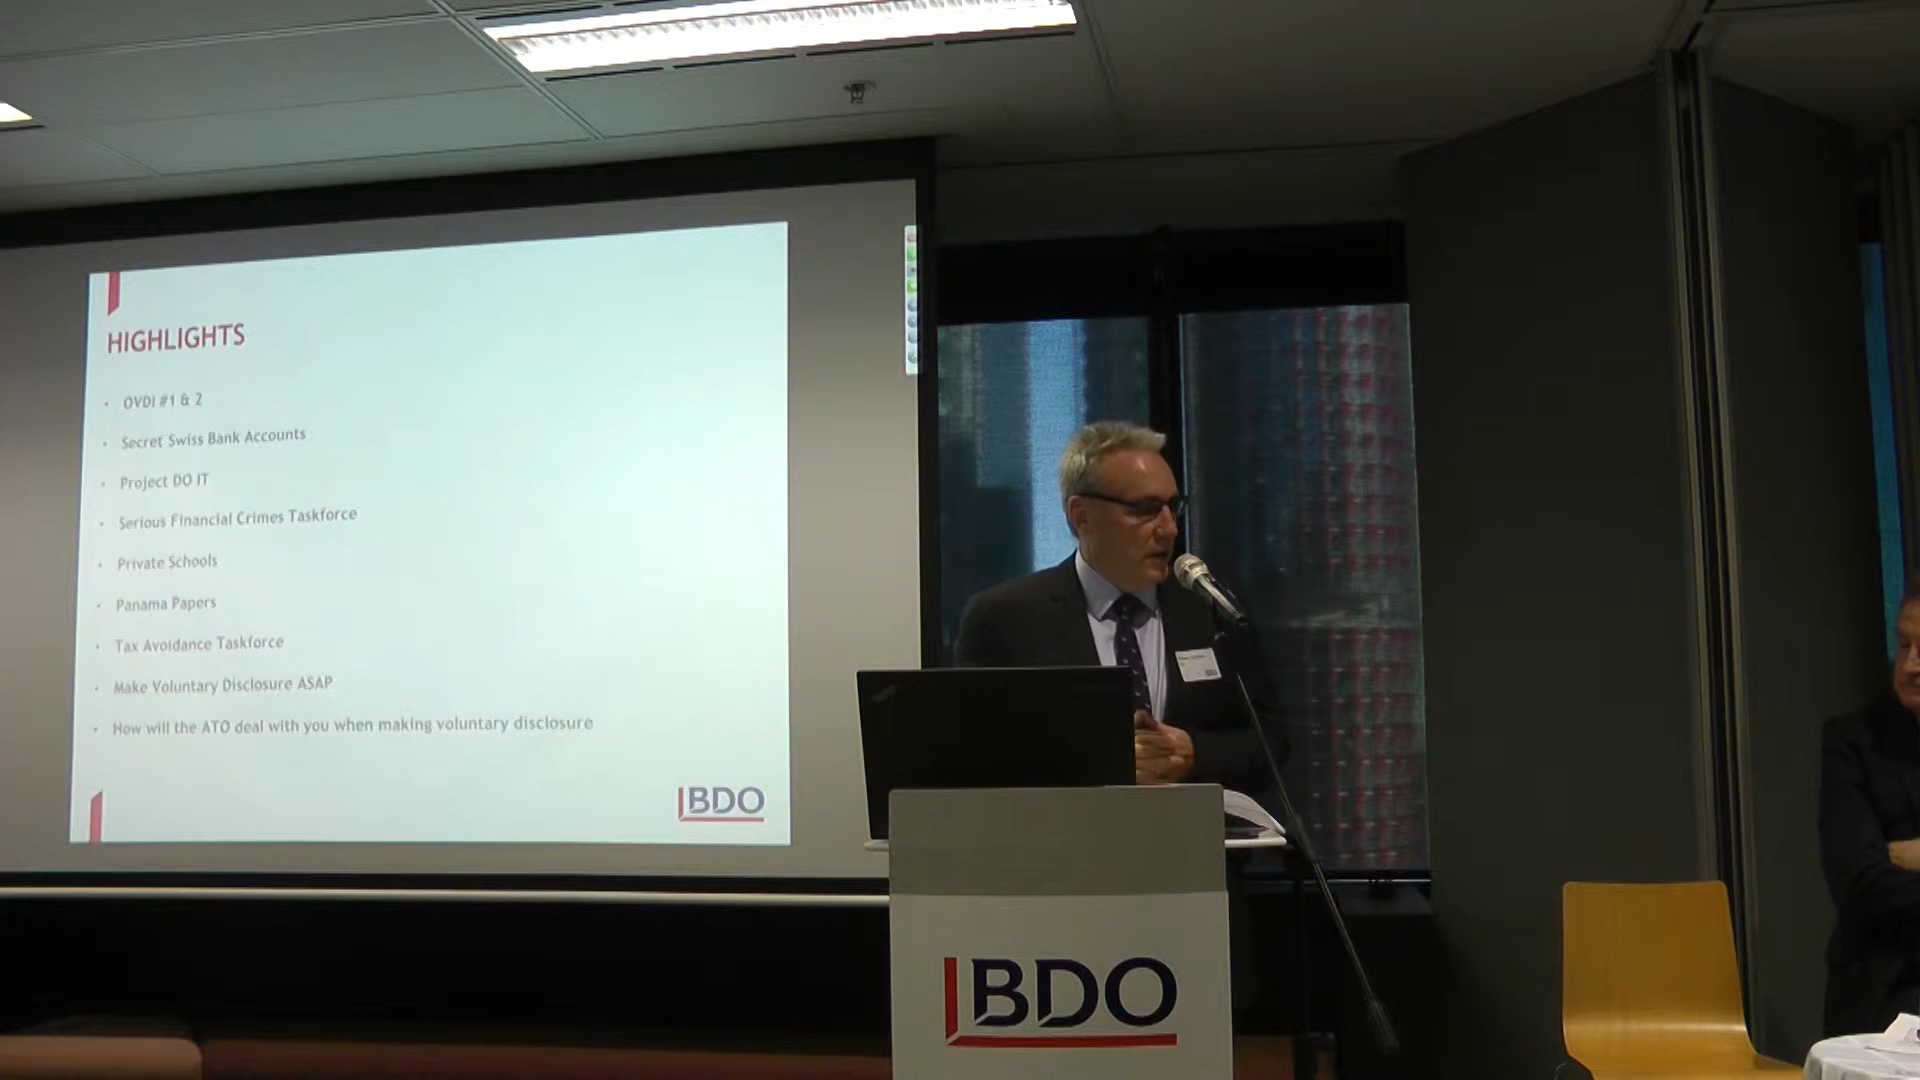 HIGHLIGHTS
• OVDI #1 & 2
• Secret Swiss Bank Accounts
• Project DO IT
• Serious Financial Crimes Taskforce
• Private Schools
• Panama Papers
• Tax Avoidance Taskforce
• Make Voluntary Disclosure ASAP
• How will the ATO deal with you when making voluntary disclosure
BDO
BDO